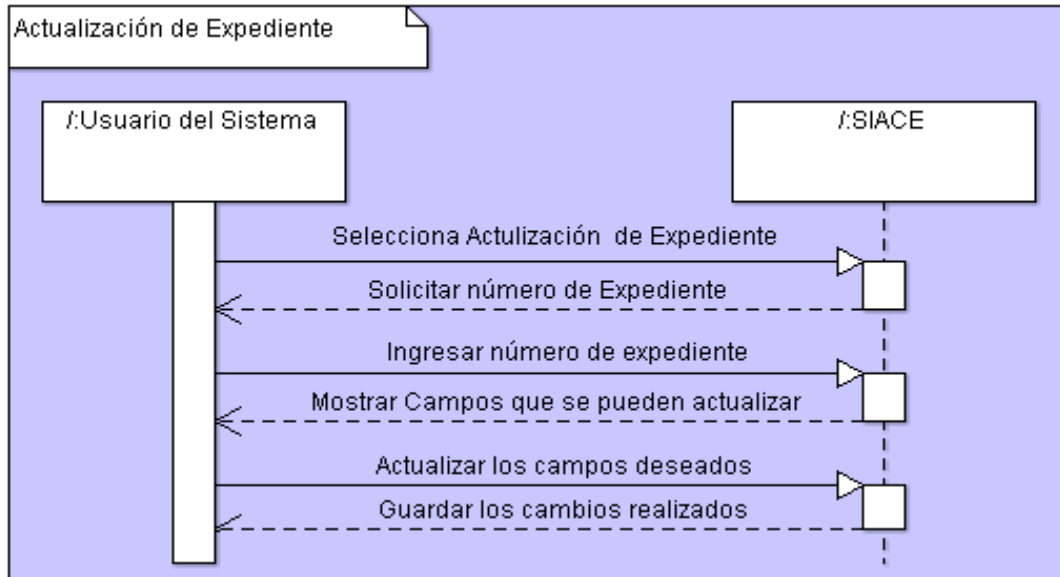 Actualización de Expediente
/:Usuario del Sistema
/:SIACE
Selecciona Actulización de Expediente
Solicitar número de Expediente
Ingresar número de expediente
Mostrar Campos que se pueden actualizar
Actualizar los campos deseados
Guardar los cambios realizados